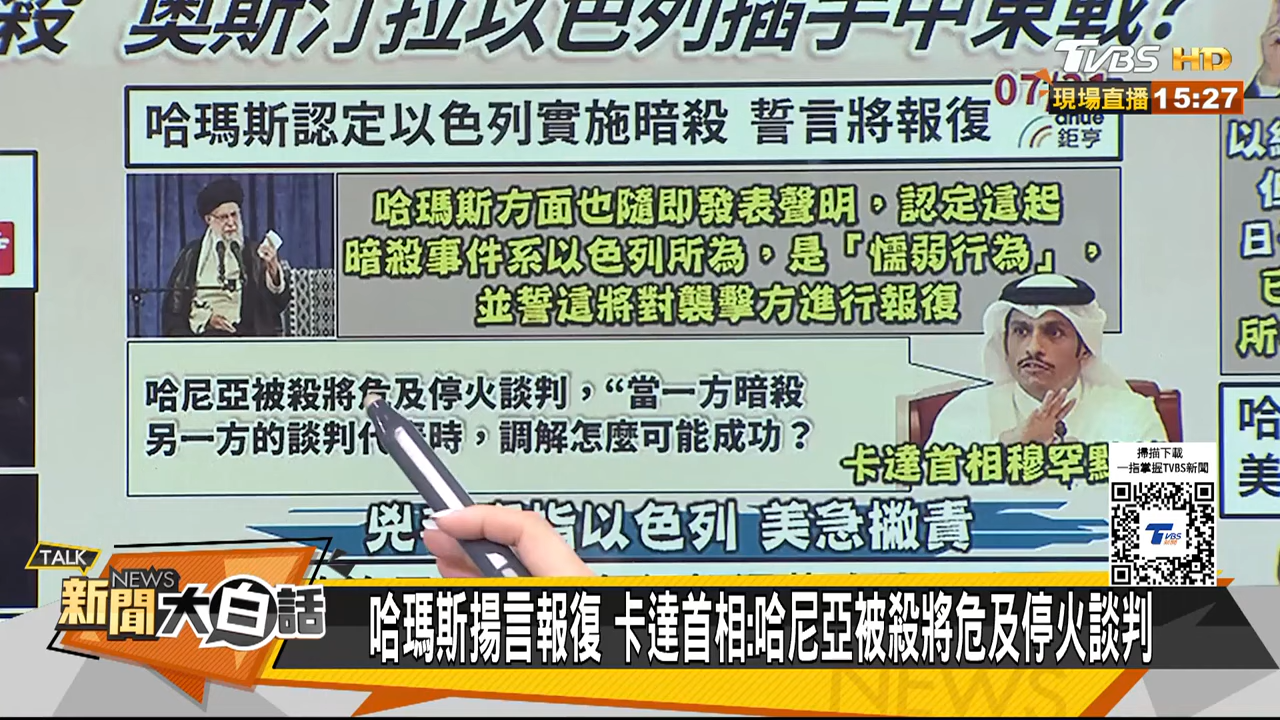 奧斯汀拉以色列插手中東戰?
TVBS HD
現場直播 15:27
哈瑪斯認定以色列實施暗殺 誓言將報復
鉅亨
哈瑪斯方面也隨即發表聲明，認定這起
暗殺事件系以色列所為，是「懦弱行為」，
並誓這將對襲擊方進行報復
哈尼亞被殺將危及停火談判，“當一方暗殺
另一方的談判代 時，調解怎麼可能成功？
卡達首相穆罕
掃描下載
一指掌握TVBS新聞
TVBS
指以色列 美急撇責
TALK
NEWS
新聞大白話
哈瑪斯揚言報復 卡達首相:哈尼亞被殺將危及停火談判
NEWS